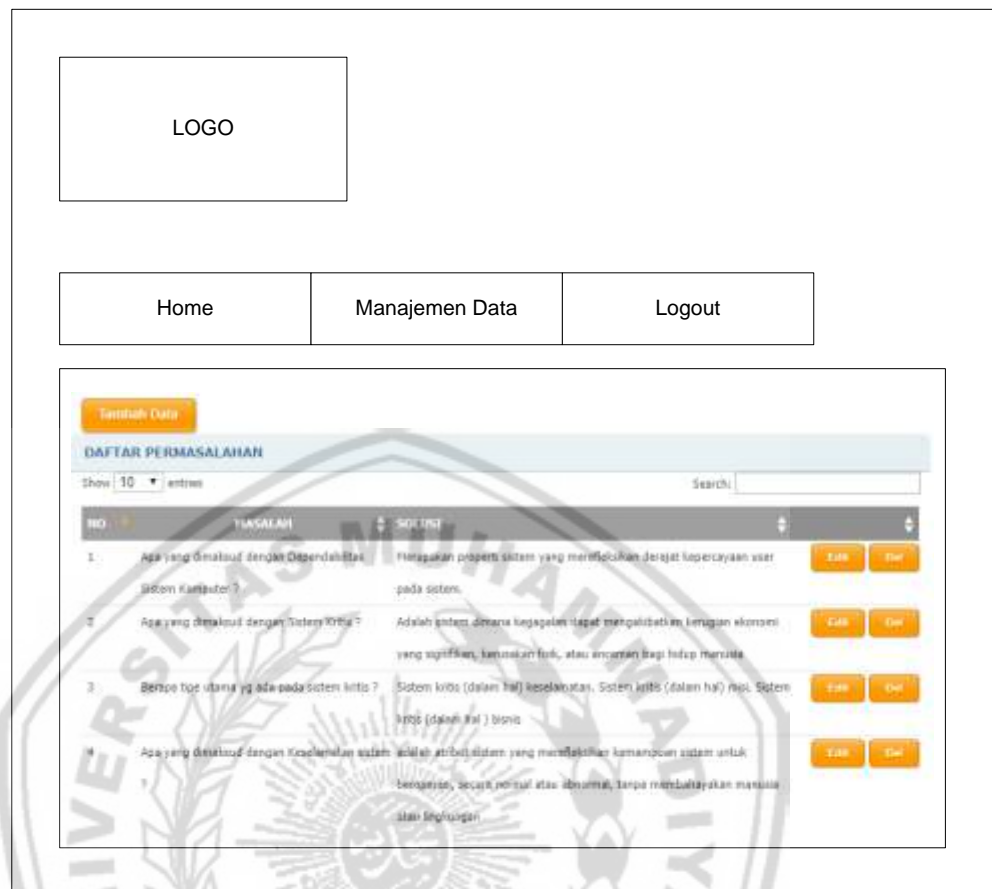 LOGO
Home Manajemen Data Logout
Tambah Data
DAFTAR PERMASALAHAN
Show 10 entries Search:
NO MASALAH SOLUSI
1 Apa yang dimaksud dengan Dependabilitas Merupakan properti sistem yang merefleksikan derajat kepercayaan user Edit Del
Sistem Komputer ? pada sistem.
2 Apa yang dimaksud dengan Sistem Kritis ? Adalah sistem dimana kegagalan dapat mengakibatkan kerugian ekonomi Edit Del
yang signifikan, kerusakan fisik, atau ancaman bagi hidup manusia
3 Berapa tipe utama yg ada pada sistem kritis ? Sistem kritis (dalam hal) keselamatan. Sistem kritis (dalam hal) misi. Sistem Edit Del
kritis (dalam hal ) bisnis
4 Apa yang dimaksud dengan Keselamatan sistem adalah atribut sistem yang merefleksikan kemampuan sistem untuk Edit Del
? beroperasi, secara normal atau abnormal, tanpa membahayakan manusia
atau lingkungan